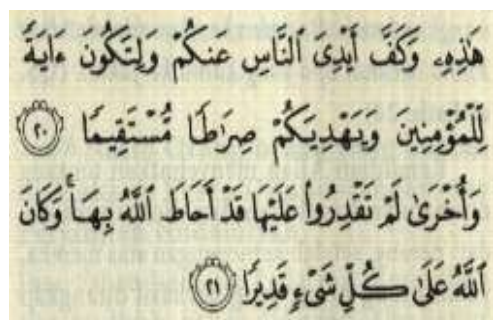 هَٰذِهِۦ وَكَفَّ أَيْدِىَ ٱلنَّاسِ عَنكُمْ وَلِتَكُونَ ءَايَةً
لِّلْمُؤْمِنِينَ وَيَهْدِيَكُمْ صِرَٰطًا مُّسْتَقِيمًا ٢٠
وَأُخْرَىٰ لَمْ تَقْدِرُوا۟ عَلَيْهَا قَدْ أَحَاطَ ٱللَّهُ بِهَا ۚ وَكَانَ
ٱللَّهُ عَلَىٰ كُلِّ شَىْءٍ قَدِيرًا ٢١